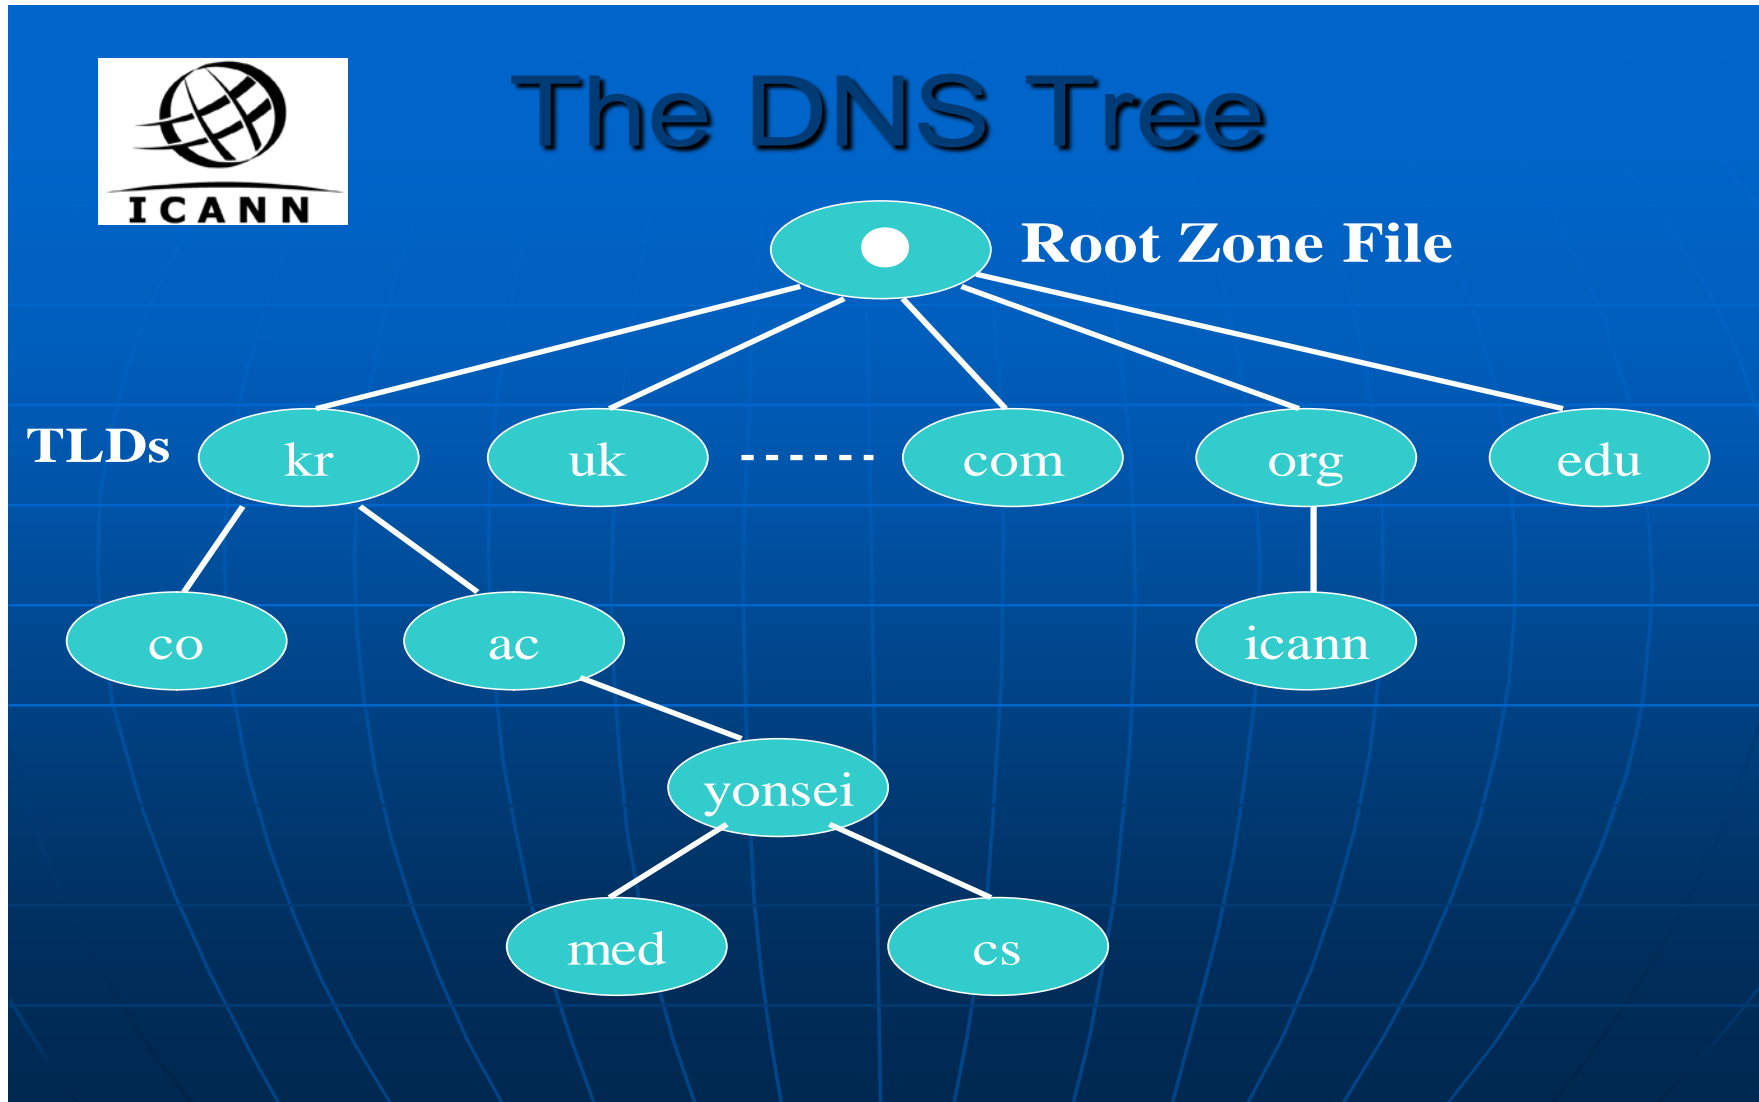 The DNS Tree
ICANN
Root Zone File
TLDs
kr
uk
com
org
edu
co
ac
icann
yonsei
med
cs